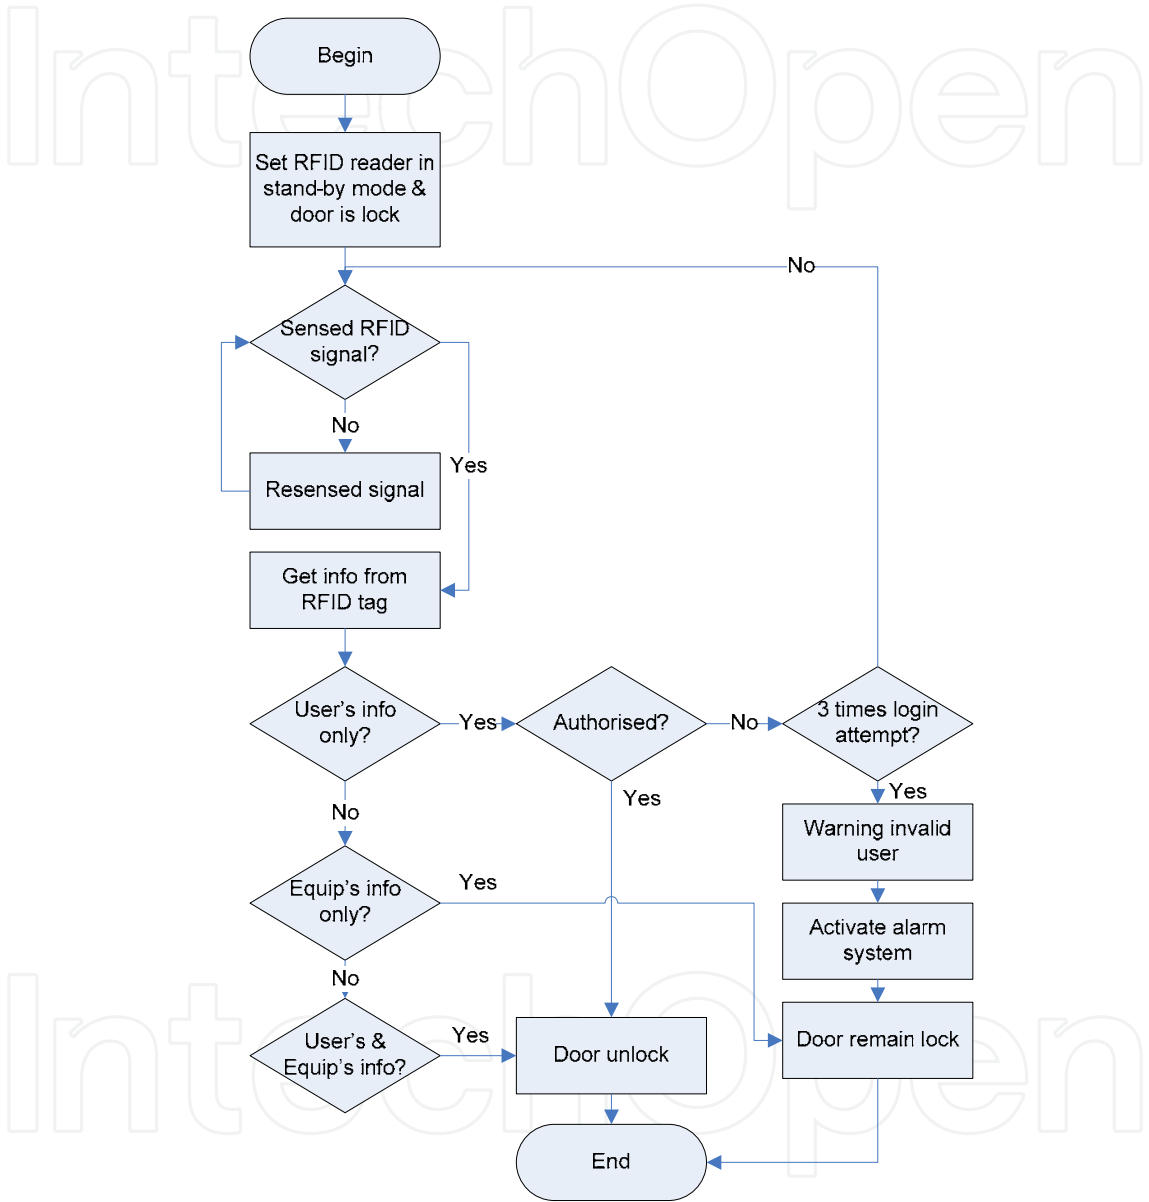 IntechOpen
Begin
Set RFID reader in
stand-by mode &
door is lock
No
Sensed RFID
signal?
No
Yes
Resensed signal
Get info from
RFID tag
User's info
only?
Yes
Authorised?
No
3 times login
attempt?
Yes
Yes
No
Warning invalid
user
Equip's info
only?
Yes
Activate alarm
system
No
IntechOpen
User's &
Equip's info?
Yes
Door unlock
Door remain lock
End